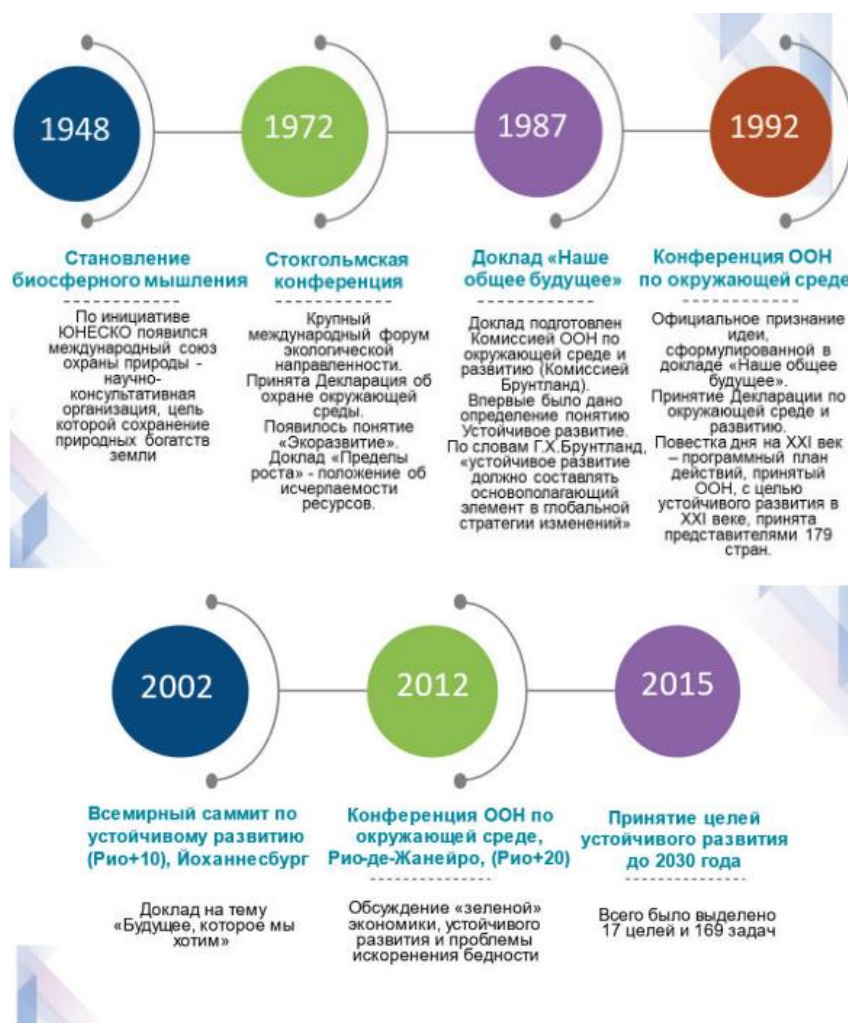 1948
1972
1987
1992
Становление
биосферного мышления
По инициативе
ЮНЕСКО появился
международный союз
охраны природы -
научно-
консультативная
организация, цель
которой сохранение
природных богатств
земли
Стокгольмская
конференция
Крупный
международный форум
экологической
направленности.
Принята Декларация об
охране окружающей
среды.
Появилось понятие
«Экоразвитие».
Доклад «Пределы
роста» - положение об
исчерпаемости
ресурсов.
Доклад «Наше
общее будущее»
Доклад подготовлен
Комиссией ООН по
окружающей среде и
развитию (Комиссией
Брунтланд).
Впервые было дано
определение понятию
Устойчивое развитие.
По словам Г.Х.Брунтланд,
«устойчивое развитие
должно составлять
основополагающий
элемент в глобальной
стратегии изменений»
Конференция ООН
по окружающей среде
Официальное признание
идеи,
сформулированной в
докладе «Наше общее
будущее».
Принятие Декларации по
окружающей среде и
развитию.
Повестка дня на XXI век
– программный план
действий, принятый
ООН, с целью
устойчивого развития в
XXI веке, принята
представителями 179
стран.
2002
2012
2015
Всемирный саммит по
устойчивому развитию
(Рио+10), Йоханнесбург
Доклад на тему
«Будущее, которое мы
хотим»
Конференция ООН по
окружающей среде,
Рио-де-Жанейро, (Рио+20)
Обсуждение «зеленой»
экономики, устойчивого
развития и проблемы
искоренения бедности
Принятие целей
устойчивого развития
до 2030 года
Всего было выделено
17 целей и 169 задач